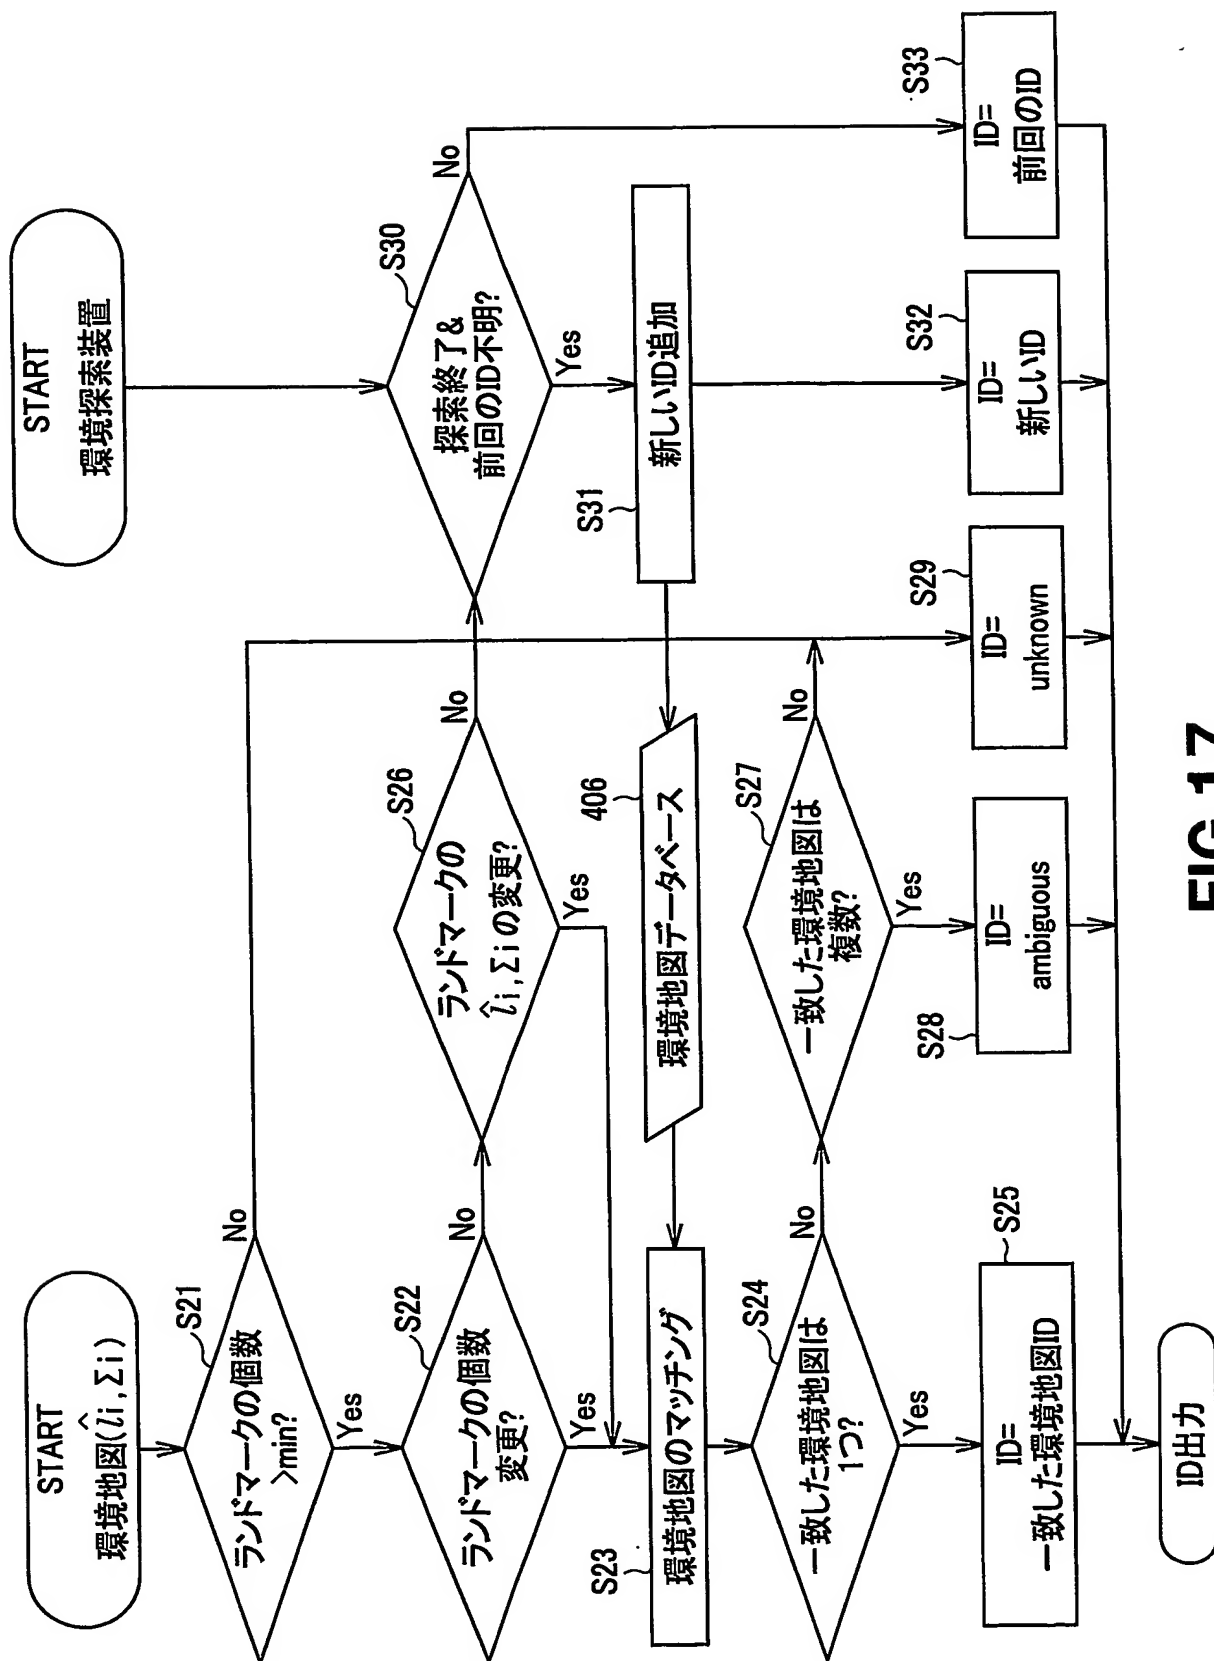 START
環境地図(l̂i, Σi)
START
環境探索装置
S21
ランドマークの個数
>min?
No
Yes
S22
ランドマークの個数
変更?
No
Yes
S26
ランドマークの
l̂i, Σiの変更?
No
Yes
S30
探索終了&
前回のID不明?
No
Yes
S23
環境地図のマッチング
406
環境地図データベース
S31
新しいID追加
S24
一致した環境地図は
1つ?
No
Yes
S27
一致した環境地図は
複数?
No
Yes
S25
ID=
一致した環境地図ID
S28
ID=
ambiguous
S29
ID=
unknown
S32
ID=
新しいID
S33
ID=
前回のID
ID出力
FIG.17